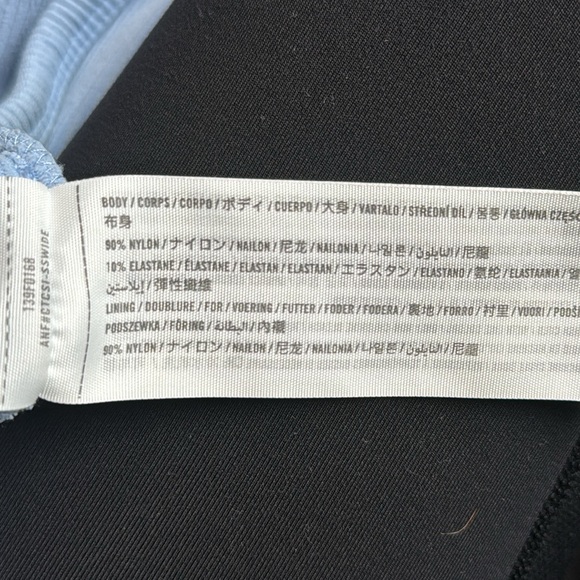 BODY / CORPS / CORPO / ボディ / CUERPO / 大身 / VARTALO / STŘEDNÍ DÍL / 몸통 / GŁÓWNA CZĘŚĆ
布身
90% NYLON / ナイロン / NAILON / 尼龙 / NAILONIA / 나일론 / النايلون / 尼龍
10% ELASTANE / ÉLASTANE / ELASTAN / ELASTAAN / エラスタン / ELASTANO / 氨纶 / ELASTAANIA /
إيلاستين / 彈性纖維
LINING / DOUBLURE / FOR / VOERING / FUTTER / FODER / FODERA / 裏地 / FORRO / 衬里 / VUORI / PODŠÍ
PODSZEWKA / FÖRING / البطانة / 內襯
90% NYLON / ナイロン / NAILON / 尼龙 / NAILONIA / 나일론 / النايلون / 尼龍
139F0168
ANF#CTCSI-SSWIDE